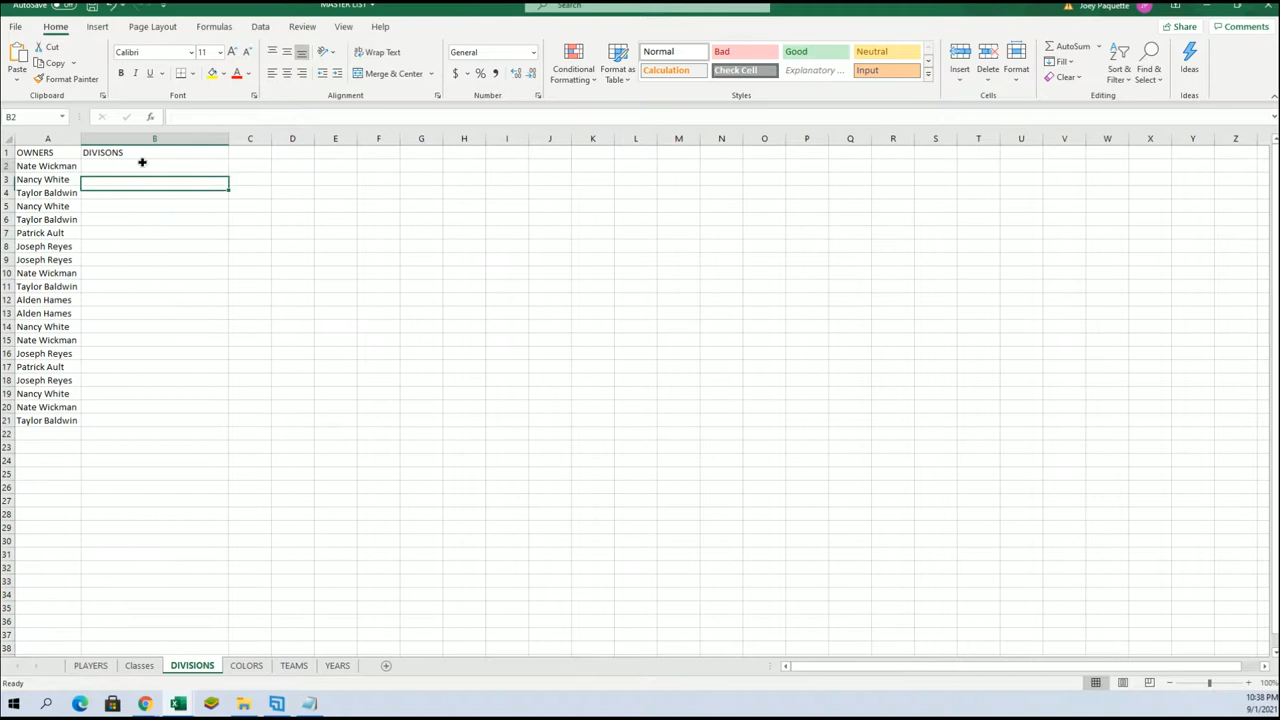 AutoSave
MASTER LIST
Search
Joey Paquette
JP
File Home Insert Page Layout Formulas Data Review View Help
Share Comments
Paste
Cut
Copy
Format Painter
Clipboard
Calibri 11
B I U
Font
Wrap Text
Merge & Center
Alignment
General
$ % 9
Number
Conditional Formatting
Format as Table
Normal Bad Good Neutral
Calculation Check Cell Explanatory ... Input
Styles
Insert Delete Format
Cells
AutoSum
Fill
Clear
Sort & Filter
Find & Select
Editing
Ideas
Ideas
B2 fx
A B C D E F G H I J K L M N O P Q R S T U V W X Y Z
1 OWNERS DIVISONS
2 Nate Wickman
3 Nancy White
4 Taylor Baldwin
5 Nancy White
6 Taylor Baldwin
7 Patrick Ault
8 Joseph Reyes
9 Joseph Reyes
10 Nate Wickman
11 Taylor Baldwin
12 Alden Hames
13 Alden Hames
14 Nancy White
15 Nate Wickman
16 Joseph Reyes
17 Patrick Ault
18 Joseph Reyes
19 Nancy White
20 Nate Wickman
21 Taylor Baldwin
22
23
24
25
26
27
28
29
30
31
32
33
34
35
36
37
38
PLAYERS Classes DIVISIONS COLORS TEAMS YEARS
Ready
100%
10:38 PM
9/1/2021